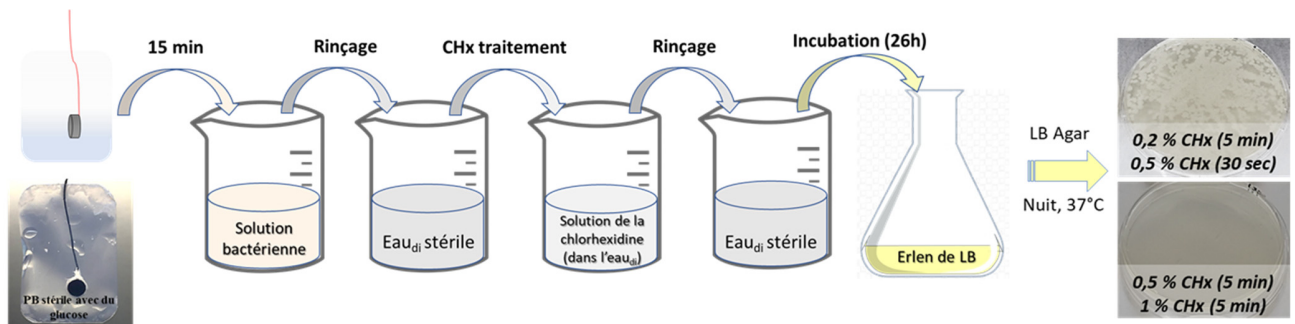 15 min
Rinçage
CHx traitement
Rinçage
Incubation (26h)
PB stérile avec du
glucose
Solution
bactérienne
Eaudi stérile
Solution de la
chlorhexidine
(dans l'eaudi)
Eaudi stérile
Erlen de LB
LB Agar
Nuit, 37°C
0,2 % CHx (5 min)
0,5 % CHx (30 sec)
0,5 % CHx (5 min)
1 % CHx (5 min)